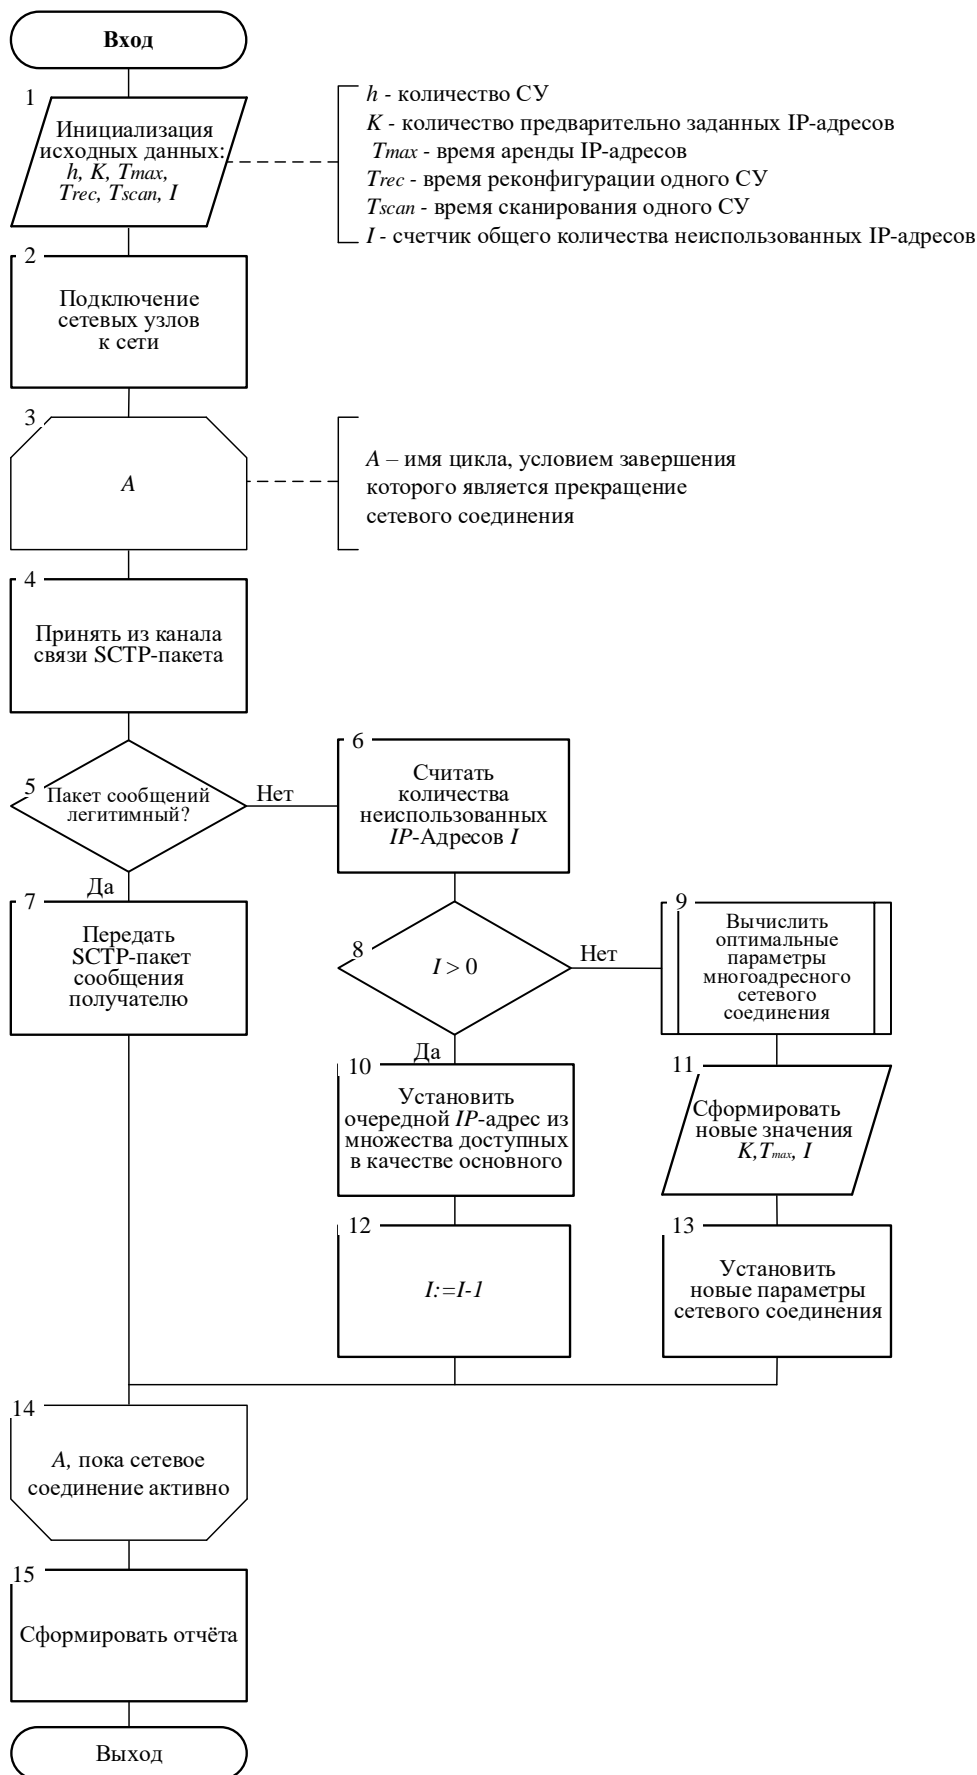 Вход
1
Инициализация
исходных данных:
h, K, Tmax,
Trec, Tscan, I
h - количество СУ
K - количество предварительно заданных IP-адресов
Tmax - время аренды IP-адресов
Trec - время реконфигурации одного СУ
Tscan - время сканирования одного СУ
I - счетчик общего количества неиспользованных IP-адресов
2
Подключение
сетевых узлов
к сети
3
A
A – имя цикла, условием завершения
которого является прекращение
сетевого соединения
4
Принять из канала
связи SCTP-пакета
5
Пакет сообщений
легитимный?
Нет
Да
6
Считать
количества
неиспользованных
IP-Адресов I
7
Передать
SCTP-пакет
сообщения
получателю
8
I > 0
Нет
Да
9
Вычислить
оптимальные
параметры
многоадресного
сетевого
соединения
10
Установить
очередной IP-адрес из
множества доступных
в качестве основного
11
Сформировать
новые значения
K,Tmax, I
12
I:=I-1
13
Установить
новые параметры
сетевого соединения
14
A, пока сетевое
соединение активно
15
Сформировать отчёта
Выход